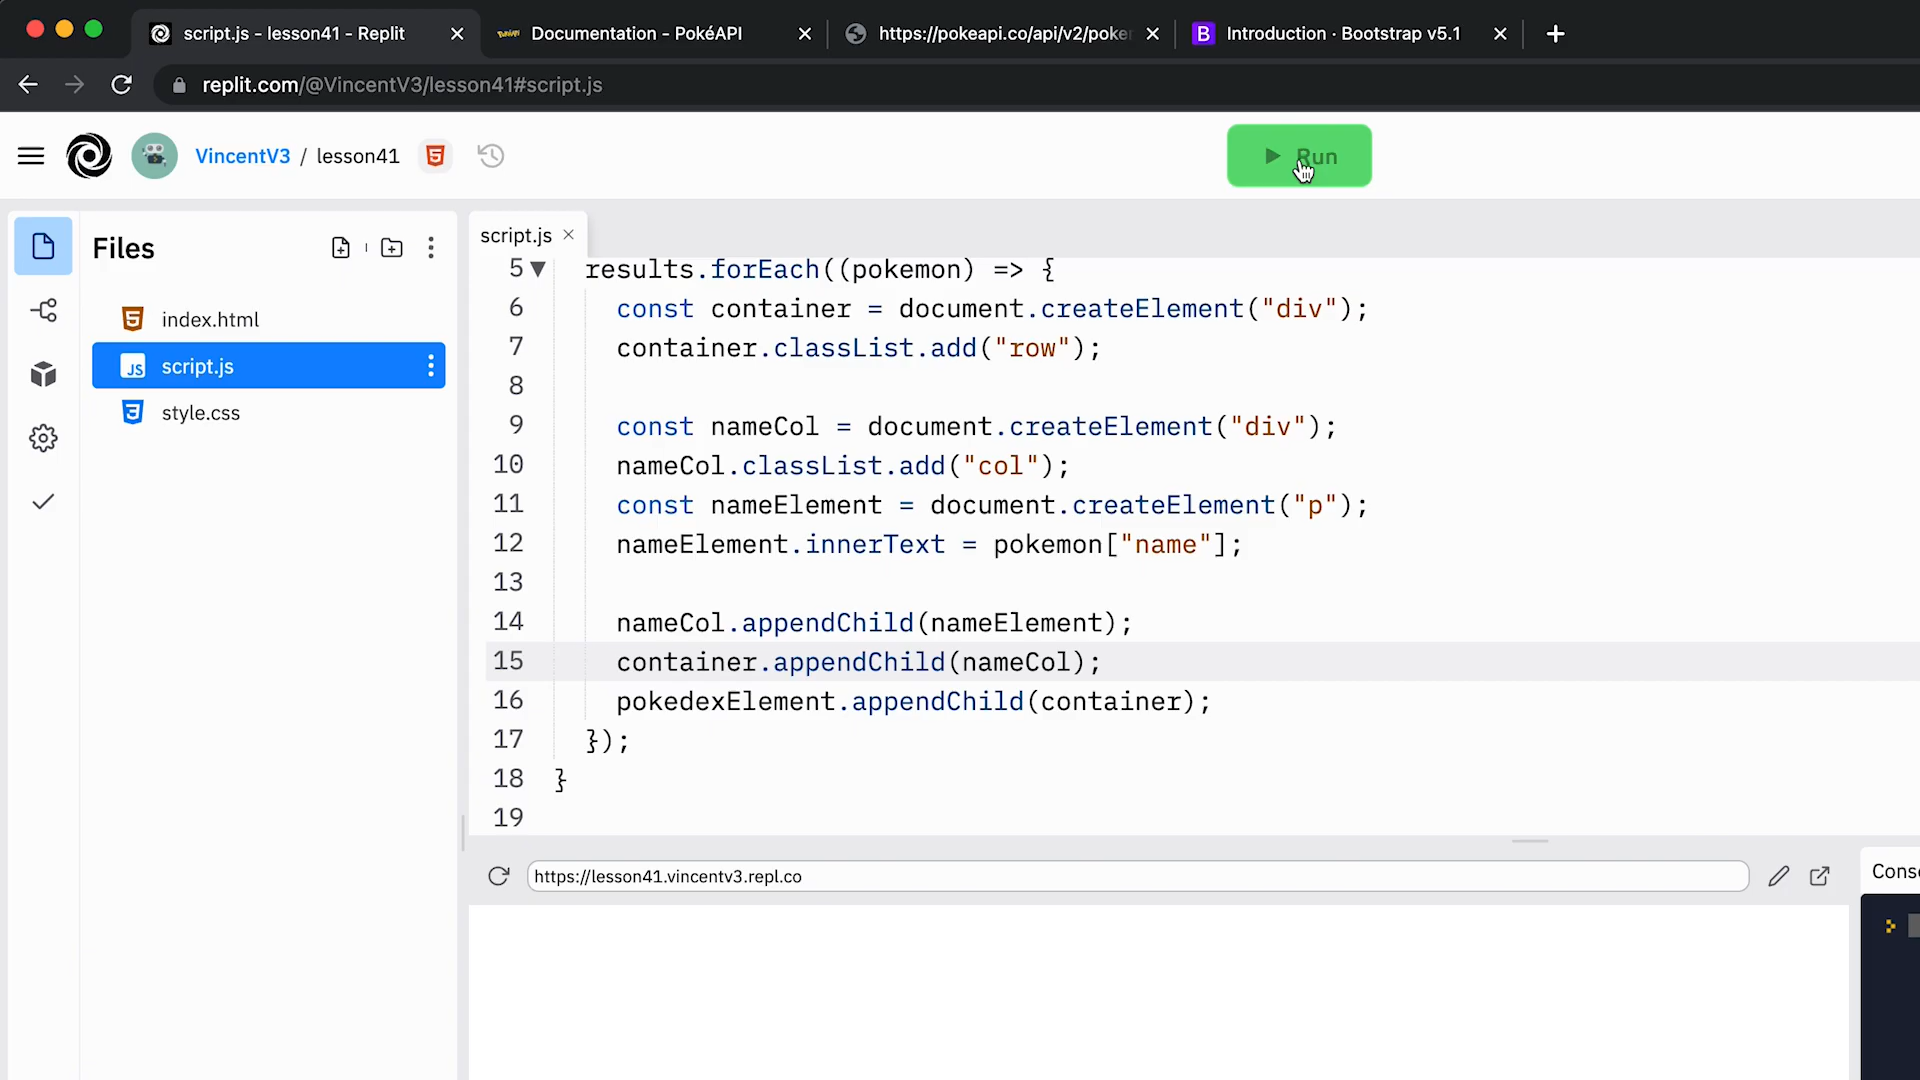 script.js - lesson41 - Replit
Documentation - PokéAPI
https://pokeapi.co/api/v2/poke
Introduction · Bootstrap v5.1
replit.com/@VincentV3/lesson41#script.js
VincentV3 / lesson41
Run
Files
index.html
script.js
style.css
script.js
5 results.forEach((pokemon) => {
6 const container = document.createElement("div");
7 container.classList.add("row");
8
9 const nameCol = document.createElement("div");
10 nameCol.classList.add("col");
11 const nameElement = document.createElement("p");
12 nameElement.innerText = pokemon["name"];
13
14 nameCol.appendChild(nameElement);
15 container.appendChild(nameCol);
16 pokedexElement.appendChild(container);
17 });
18 }
19
https://lesson41.vincentv3.repl.co
Cons